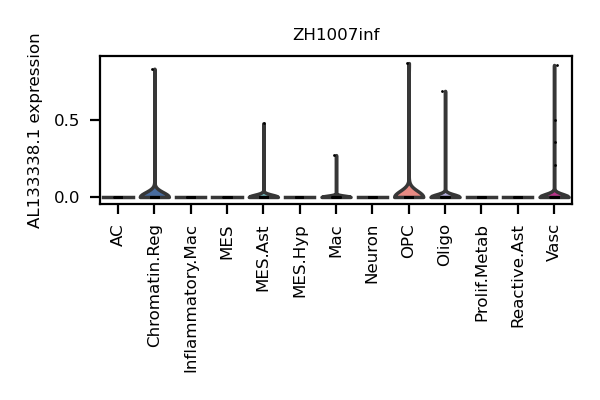 ZH1007inf
AL133338.1 expression
0.5
0.0
AC
Chromatin.Reg
Inflammatory.Mac
MES
MES.Ast
MES.Hyp
Mac
Neuron
OPC
Oligo
Prolif.Metab
Reactive.Ast
Vasc